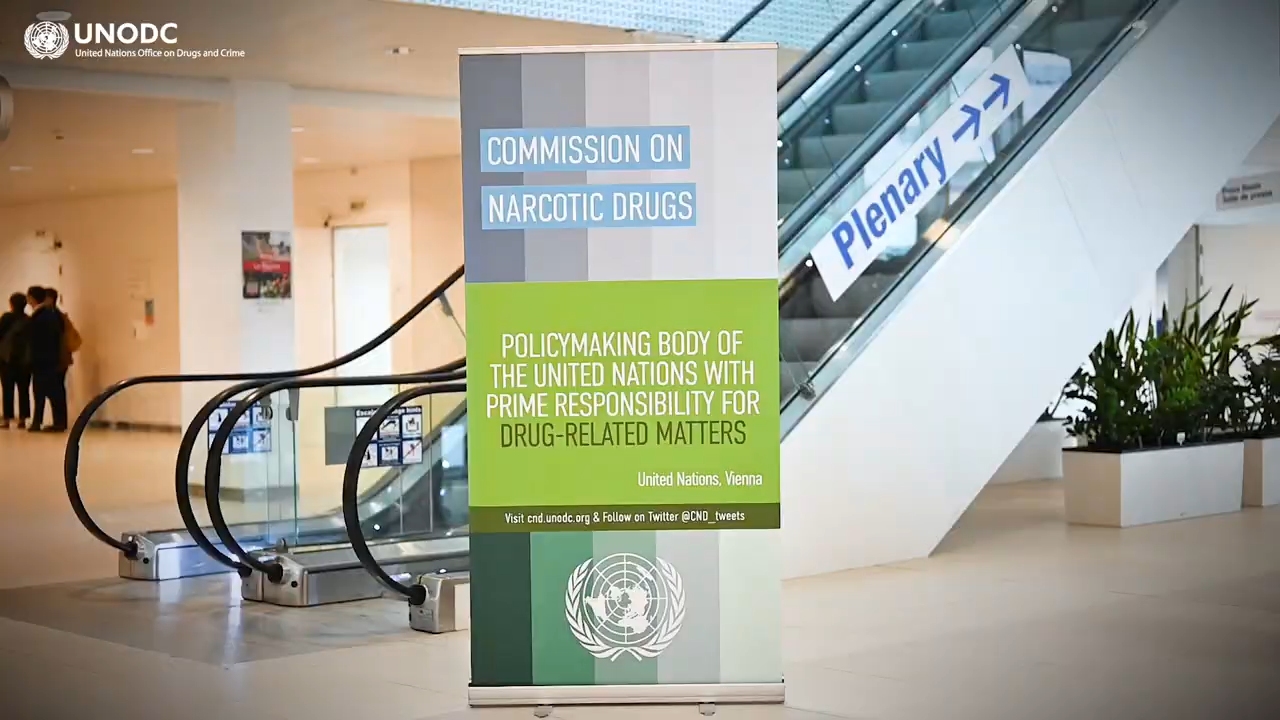 UNODC
United Nations Office on Drugs and Crime
COMMISSION ON
NARCOTIC DRUGS
POLICYMAKING BODY OF
THE UNITED NATIONS WITH
PRIME RESPONSIBILITY FOR
DRUG-RELATED MATTERS
United Nations, Vienna
Visit cnd.unodc.org & Follow on Twitter @CND_tweets
Plenary